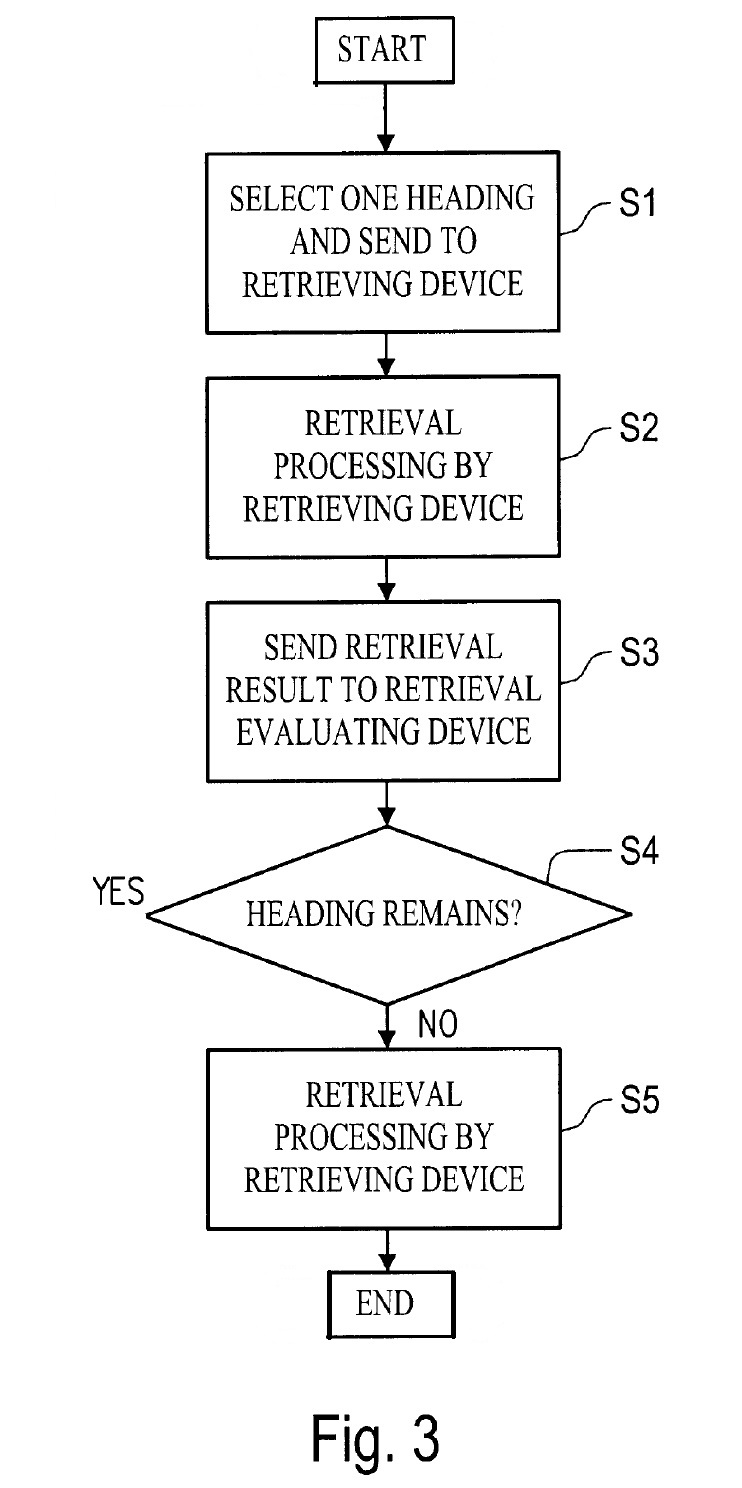 START
SELECT ONE HEADING
AND SEND TO
RETRIEVING DEVICE
S1
RETRIEVAL
PROCESSING BY
RETRIEVING DEVICE
S2
SEND RETRIEVAL
RESULT TO RETRIEVAL
EVALUATING DEVICE
S3
S4
YES
HEADING REMAINS?
NO
RETRIEVAL
PROCESSING BY
RETRIEVING DEVICE
S5
END
Fig. 3